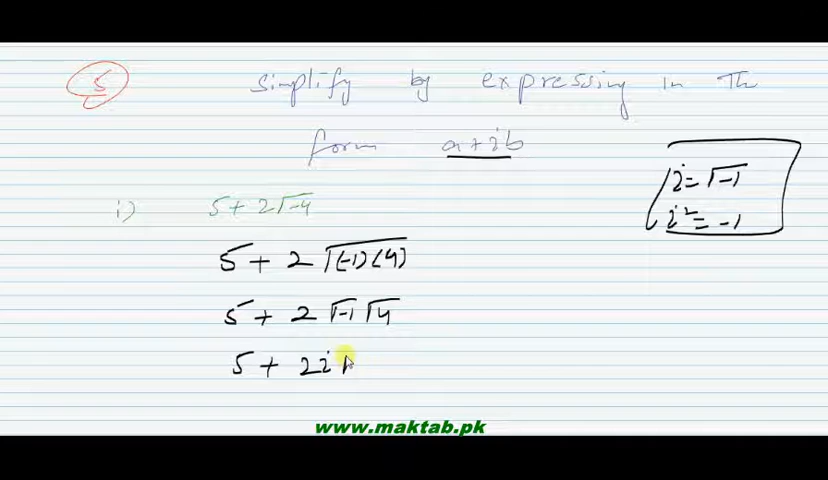 5 simplify by expressing in The
form a+ib
i=√-1
i²= -1
i) 5+2√-4
5 + 2 √(-1)(4)
5 + 2 √-1 √4
5 + 2i
www.maktab.pk